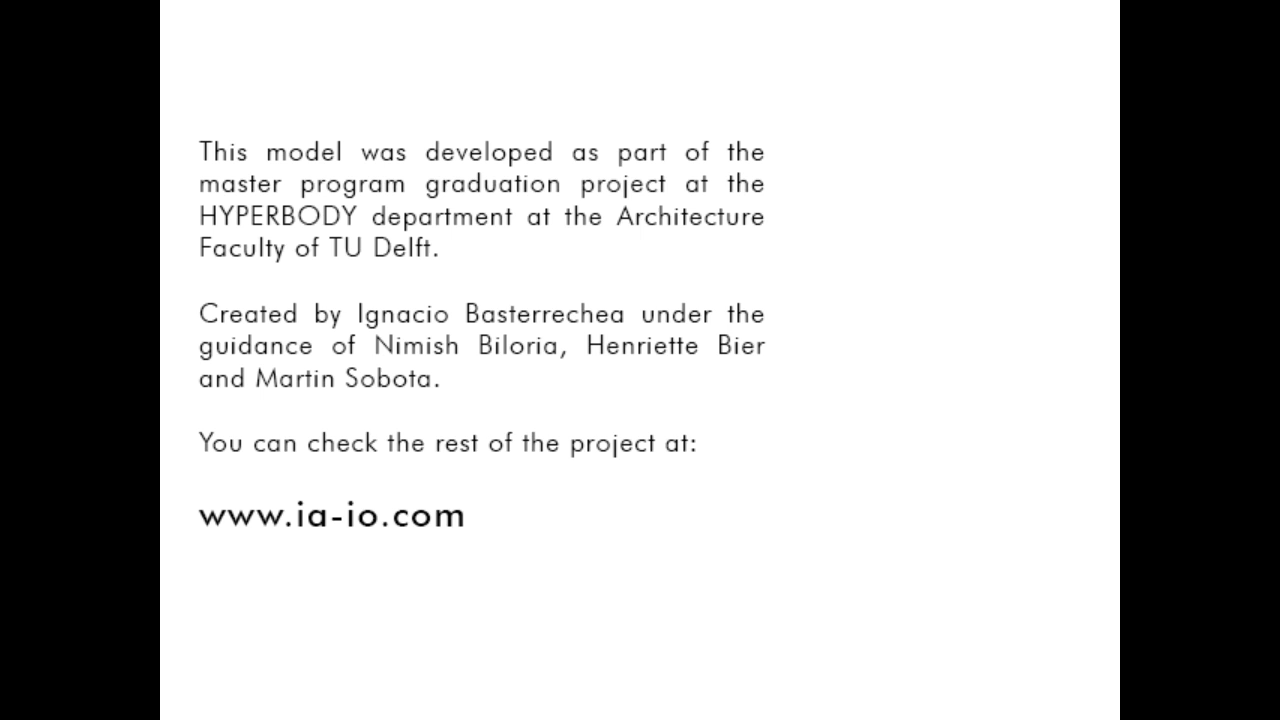 This model was developed as part of the
master program graduation project at the
HYPERBODY department at the Architecture
Faculty of TU Delft.
Created by Ignacio Basterrechea under the
guidance of Nimish Biloria, Henriette Bier
and Martin Sobota.
You can check the rest of the project at:
www.ia-io.com